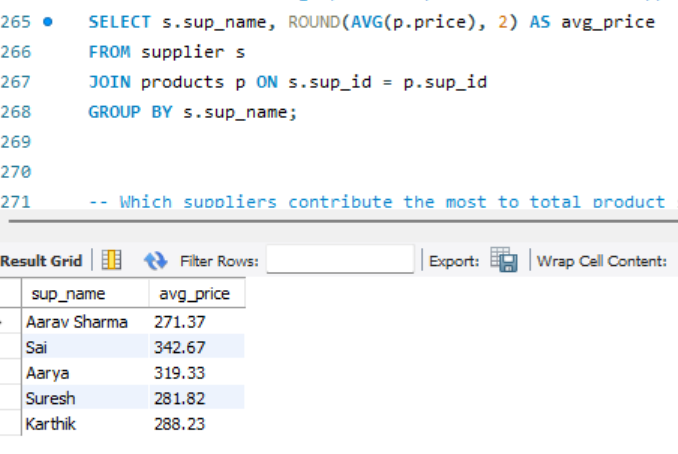 265 SELECT s.sup_name, ROUND(AVG(p.price), 2) AS avg_price
266 FROM supplier s
267 JOIN products p ON s.sup_id = p.sup_id
268 GROUP BY s.sup_name;
269
270
271 -- Which suppliers contribute the most to total product
Result Grid Filter Rows: Export: Wrap Cell Content:
sup_name avg_price
Aarav Sharma 271.37
Sai 342.67
Aarya 319.33
Suresh 281.82
Karthik 288.23